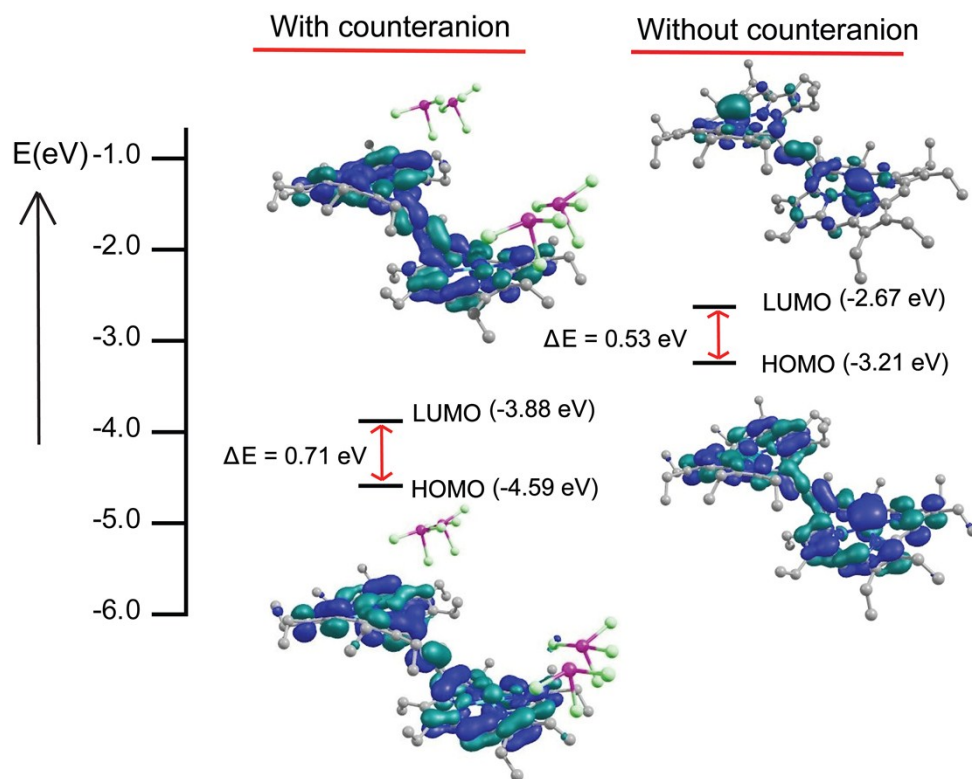 With counteranion
Without counteranion
E(eV)
-1.0
-2.0
-3.0
-4.0
-5.0
-6.0
LUMO (-2.67 eV)
ΔE = 0.53 eV
HOMO (-3.21 eV)
LUMO (-3.88 eV)
ΔE = 0.71 eV
HOMO (-4.59 eV)